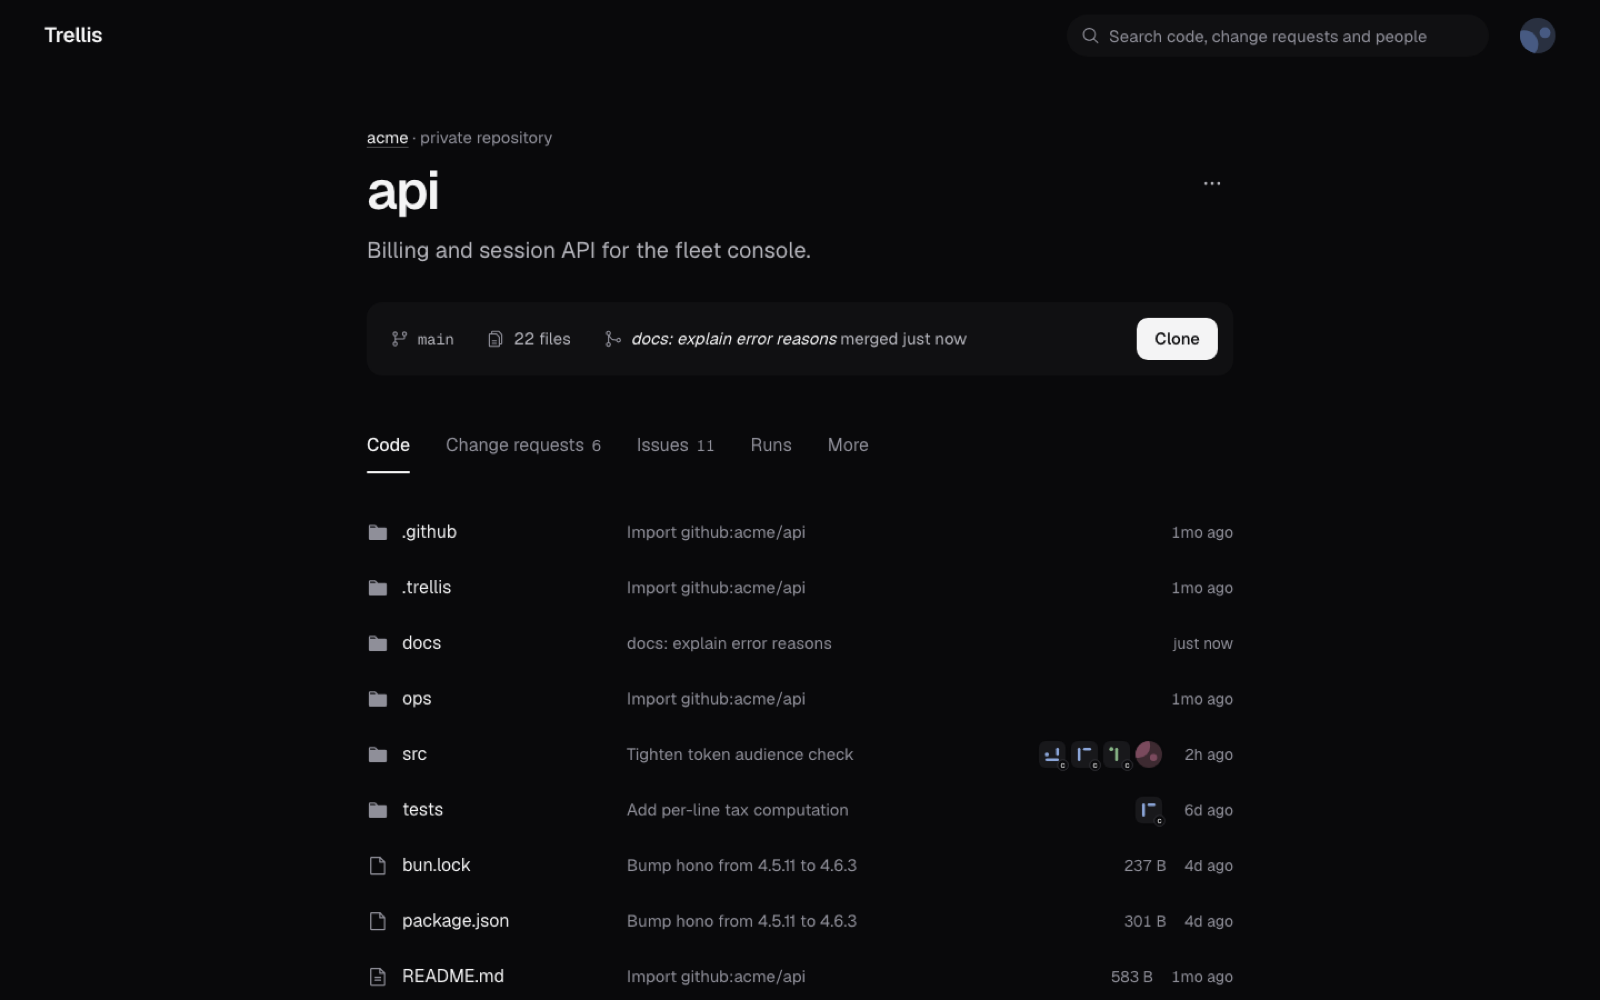 Trellis
Search code, change requests and people
acme · private repository
api
···
Billing and session API for the fleet console.
main 22 files docs: explain error reasons merged just now Clone
Code Change requests 6 Issues 11 Runs More
.github Import github:acme/api 1mo ago
.trellis Import github:acme/api 1mo ago
docs docs: explain error reasons just now
ops Import github:acme/api 1mo ago
src Tighten token audience check c c c 2h ago
tests Add per-line tax computation c 6d ago
bun.lock Bump hono from 4.5.11 to 4.6.3 237 B 4d ago
package.json Bump hono from 4.5.11 to 4.6.3 301 B 4d ago
README.md Import github:acme/api 583 B 1mo ago